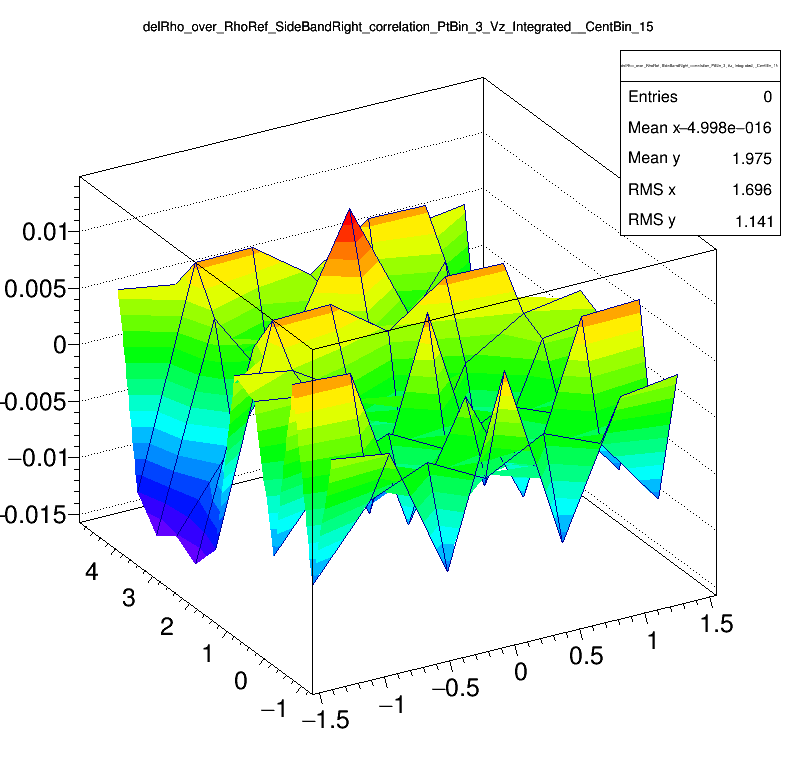 delRho_over_RhoRef_SideBandRight_correlation_PtBin_3_Vz_Integrated__CentBin_15
delRho_over_RhoRef_SideBandRight_correlation_PtBin_3_Vz_Integrated__CentBin_15
Entries 0
Mean x −4.998e−016
Mean y 1.975
RMS x 1.696
RMS y 1.141
0.01
0.005
0
−0.005
−0.01
−0.015
4
3
2
1
0
−1
−1.5
−1
−0.5
0
0.5
1
1.5